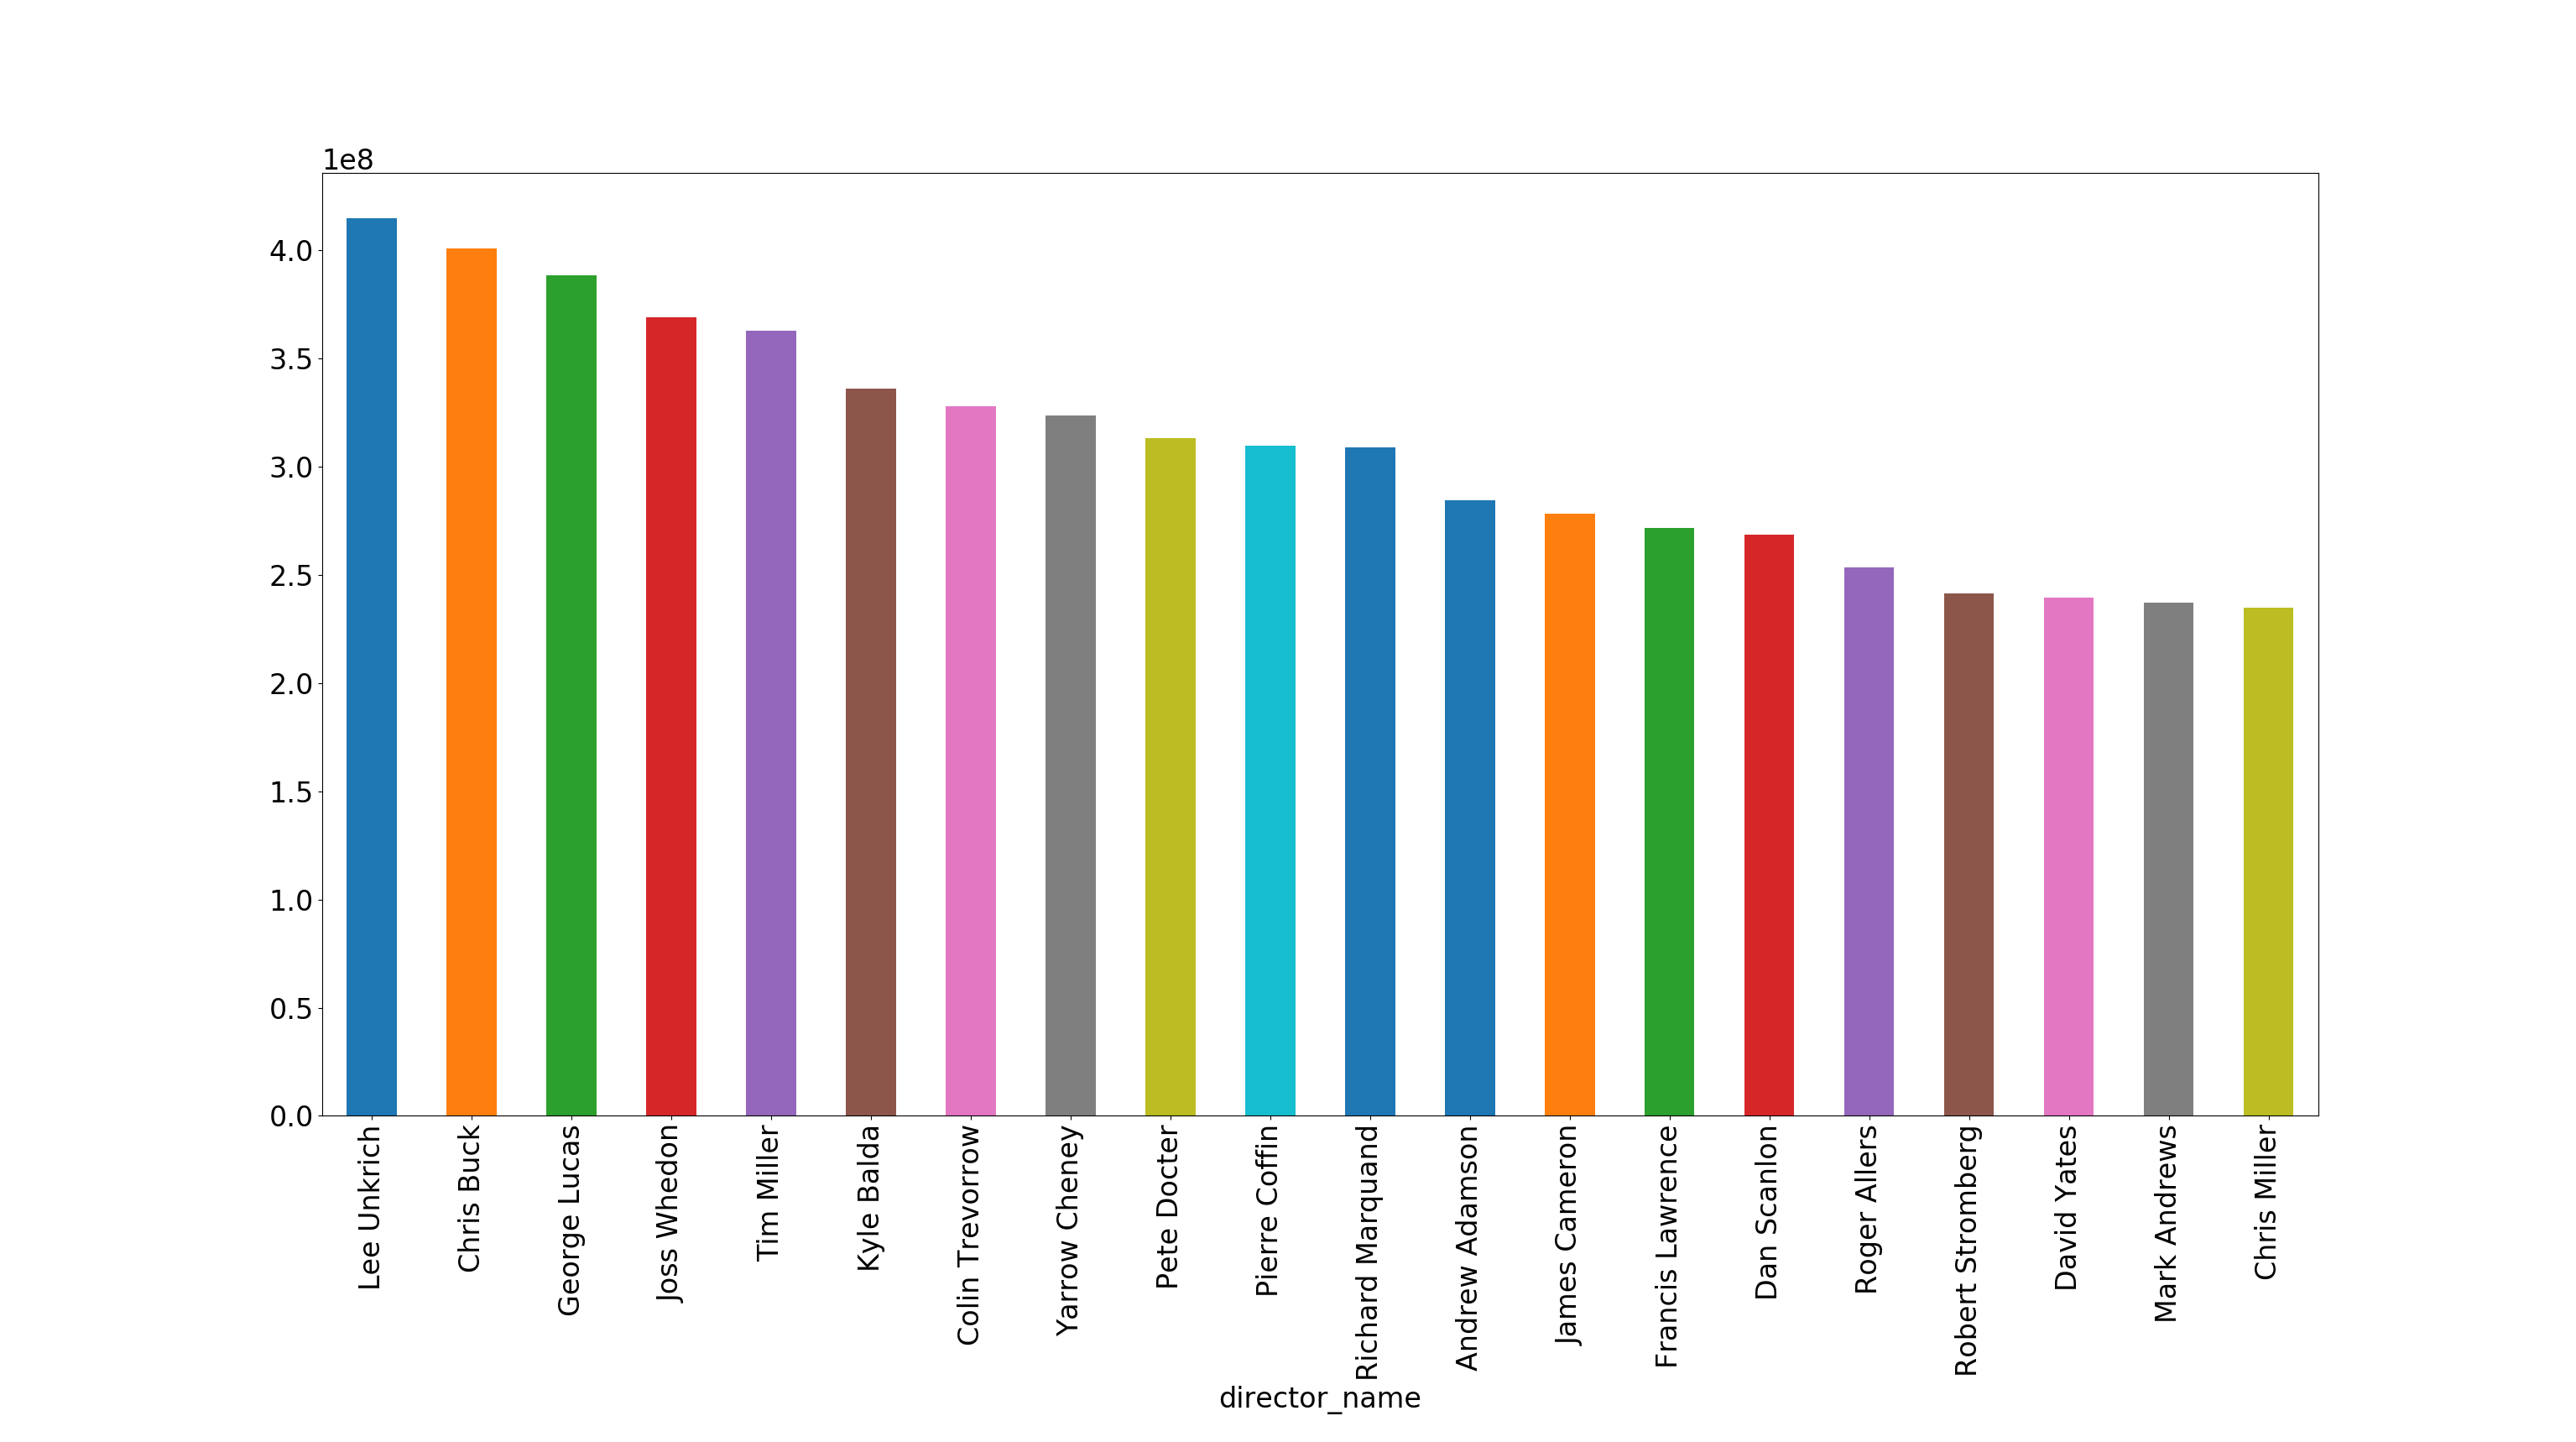 1e8
4.0
3.5
3.0
2.5
2.0
1.5
1.0
0.5
0.0
Lee Unkrich
Chris Buck
George Lucas
Joss Whedon
Tim Miller
Kyle Balda
Colin Trevorrow
Yarrow Cheney
Pete Docter
Pierre Coffin
Richard Marquand
Andrew Adamson
James Cameron
Francis Lawrence
Dan Scanlon
Roger Allers
Robert Stromberg
David Yates
Mark Andrews
Chris Miller
director_name